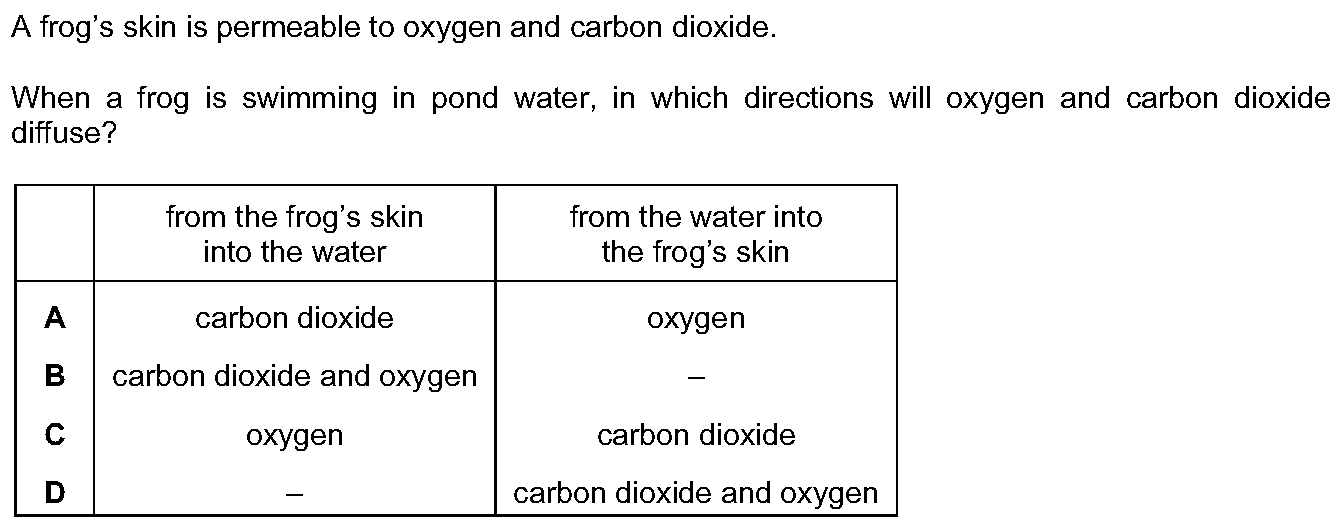 A frog’s skin is permeable to oxygen and carbon dioxide.
When a frog is swimming in pond water, in which directions will oxygen and carbon dioxide
diffuse?
from the frog’s skin from the water into
into the water the frog’s skin
A carbon dioxide oxygen
B carbon dioxide and oxygen –
C oxygen carbon dioxide
D – carbon dioxide and oxygen